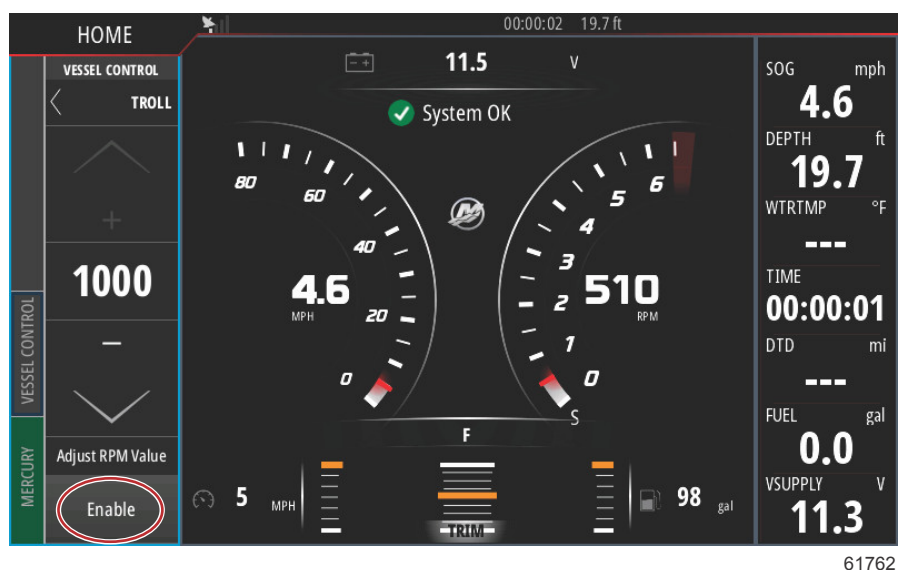 HOME
00:00:02 19.7 ft
VESSEL CONTROL
TROLL
+
1000
−
Adjust RPM Value
Enable
VESSEL CONTROL
MERCURY
11.5 V
System OK
80
60
40
20
0
4.6
MPH
6
5
4
3
2
1
0
510
RPM
S
F
5 MPH
TRIM
98 gal
SOG mph
4.6
DEPTH ft
19.7
WTRTMP °F
---
TIME
00:00:01
DTD mi
---
FUEL gal
0.0
VSUPPLY V
11.3
61762